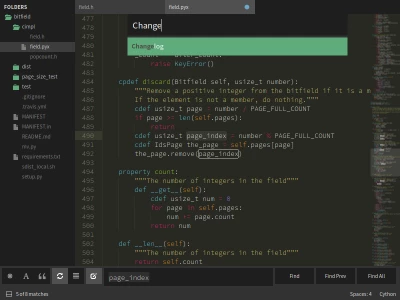 FOLDERS
bitfield
cimpl
field.h
field.pyx
popcount.h
dist
page_size_test
test
.gitignore
.travis.yml
MANIFEST
MANIFEST.in
README.md
rev.py
requirements.txt
sdist_local.sh
setup.py
field.h
field.pyx
Change
Changelog
477
478
479
480
481
482 raise KeyError()
483
484 cpdef discard(Bitfield self, usize_t number):
485 """Remove a positive integer from the bitfield if it is a m
486 If the element is not a member, do nothing."""
487 cdef usize_t page = number / PAGE_FULL_COUNT
488 if page >= len(self.pages):
489 return
490 cdef usize_t page_index = number % PAGE_FULL_COUNT
491 cdef IdsPage the_page = self.pages[page]
492 the_page.remove(page_index)
493
494 property count:
495 """The number of integers in the field"""
496 def __get__(self):
497 cdef usize_t num = 0
498 for page in self.pages:
499 num += page.count
500 return num
501
502 def __len__(self):
503 """The number of integers in the field"""
504 return self.count
page_index
Find
Find Prev
Find All
5 of 8 matches
Spaces: 4
Cython